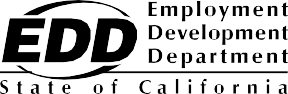 EDD
Employment
Development
Department
State of California